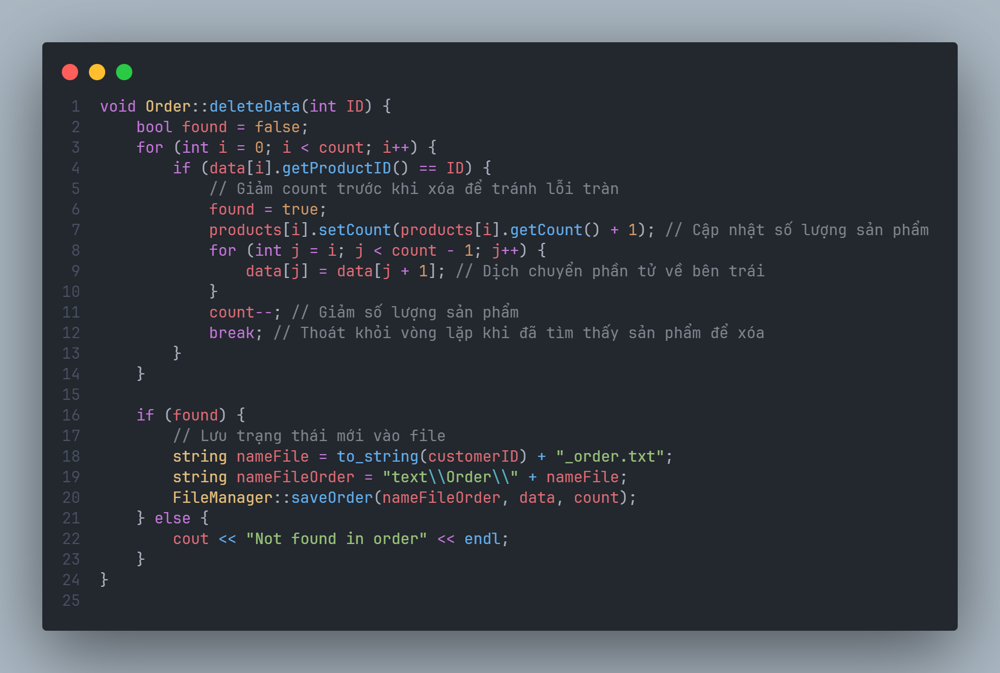 1 void Order::deleteData(int ID) {
2     bool found = false;
3     for (int i = 0; i < count; i++) {
4         if (data[i].getProductID() == ID) {
5             // Giảm count trước khi xóa để tránh lỗi tràn
6             found = true;
7             products[i].setCount(products[i].getCount() + 1); // Cập nhật số lượng sản phẩm
8             for (int j = i; j < count - 1; j++) {
9                 data[j] = data[j + 1]; // Dịch chuyển phần tử về bên trái
10             }
11             count--; // Giảm số lượng sản phẩm
12             break; // Thoát khỏi vòng lặp khi đã tìm thấy sản phẩm để xóa
13         }
14     }
15
16     if (found) {
17         // Lưu trạng thái mới vào file
18         string nameFile = to_string(customerID) + "_order.txt";
19         string nameFileOrder = "text\\Order\\" + nameFile;
20         FileManager::saveOrder(nameFileOrder, data, count);
21     } else {
22         cout << "Not found in order" << endl;
23     }
24 }
25